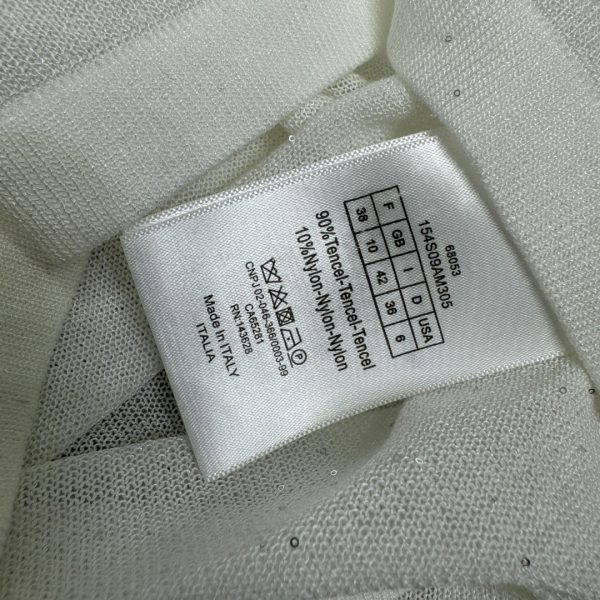 68053
154S09AM305
F GB I D USA
38 10 42 36 6
90%Tencel-Tencel-Tencel
10%Nylon-Nylon-Nylon
CNPJ 02-046-366/0003-99
CA65281
RN:143628
Made In ITALY
ITALIA